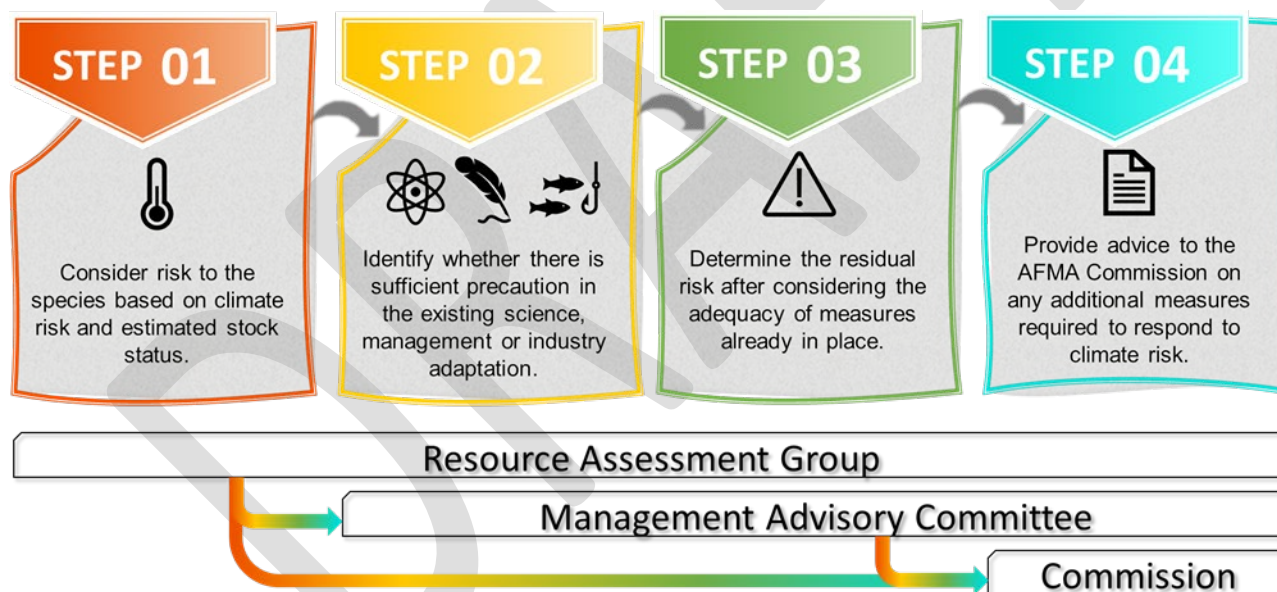 STEP 01
Consider risk to the
species based on climate
risk and estimated stock
status.
STEP 02
Identify whether there is
sufficient precaution in
the existing science,
management or industry
adaptation.
STEP 03
Determine the residual
risk after considering the
adequacy of measures
already in place.
STEP 04
Provide advice to the
AFMA Commission on
any additional measures
required to respond to
climate risk.
Resource Assessment Group
Management Advisory Committee
Commission